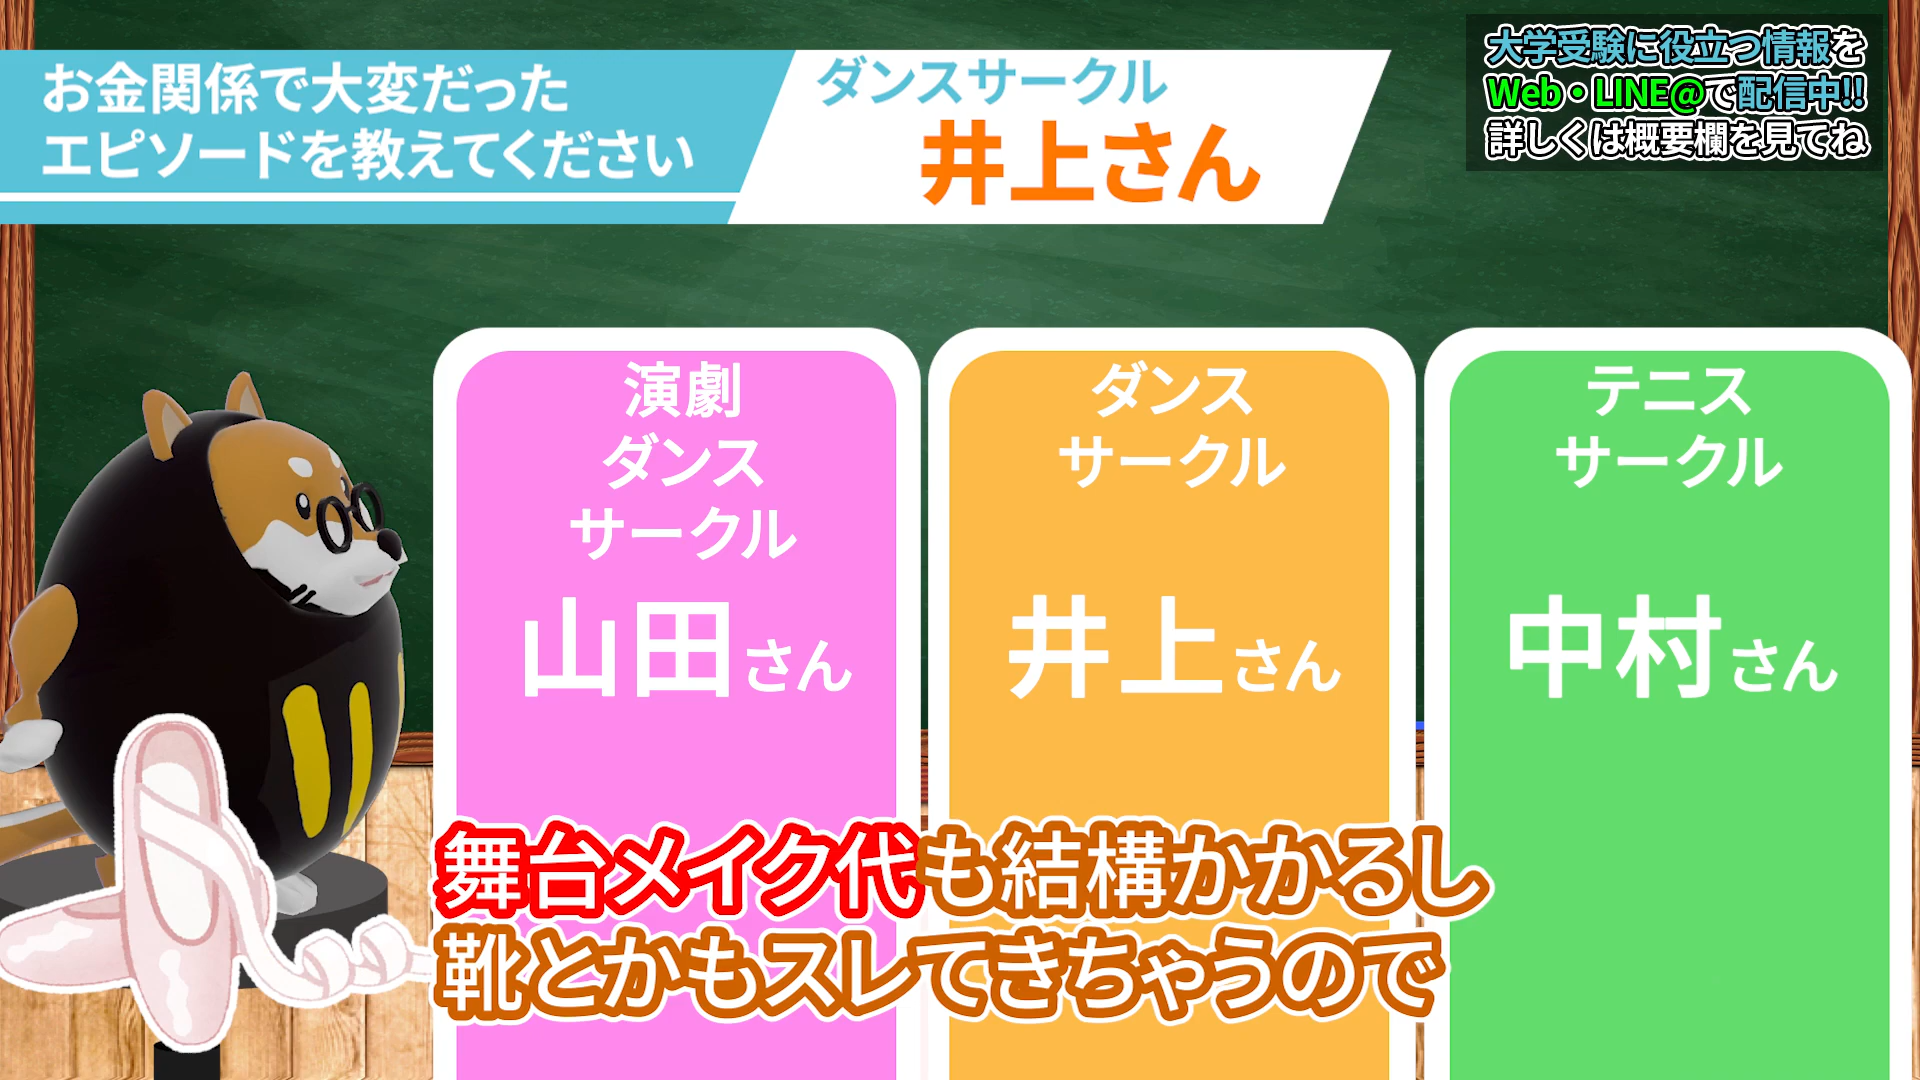 お金関係で大変だった
エピソードを教えてください
ダンスサークル
井上さん
大学受験に役立つ情報を
Web・LINE@で配信中!!
詳しくは概要欄を見てね
演劇
ダンス
サークル
山田さん
ダンス
サークル
井上さん
テニス
サークル
中村さん
舞台メイク代も結構かかるし
靴とかもスレてきちゃうので